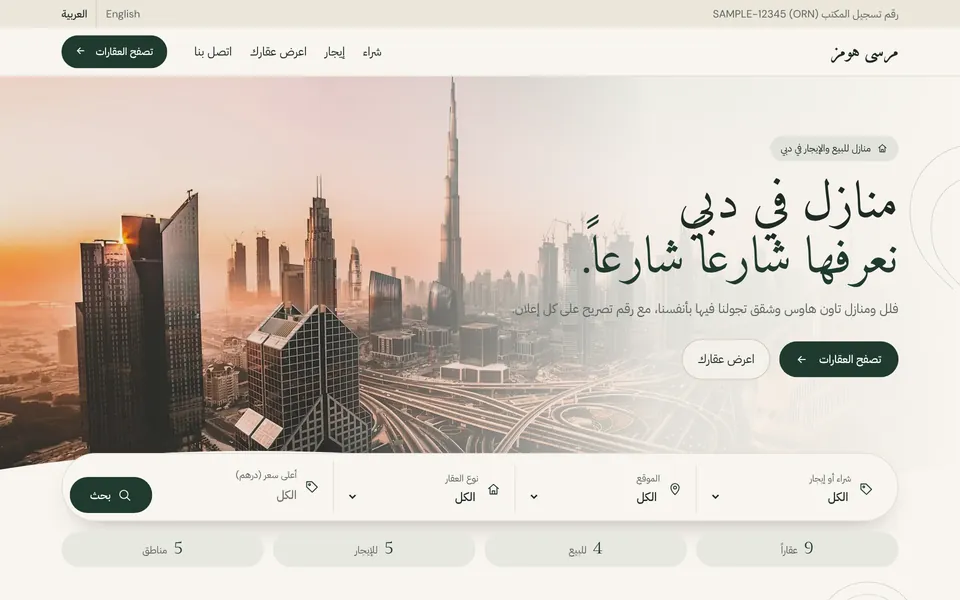 رقم تسجيل المكتب (ORN) SAMPLE-12345
العربية
English
مرسى هومز
شراء
إيجار
اعرض عقارك
اتصل بنا
تصفح العقارات
منازل للبيع والإيجار في دبي
منازل في دبي
نعرفها شارعاً شارعاً.
فلل ومنازل تاون هاوس وشقق تجولنا فيها بأنفسنا، مع رقم تصريح على كل إعلان.
تصفح العقارات
اعرض عقارك
شراء أو إيجار
الكل
الموقع
الكل
نوع العقار
الكل
أعلى سعر (درهم)
الكل
بحث
9 عقاراً
4 للبيع
5 للإيجار
5 مناطق